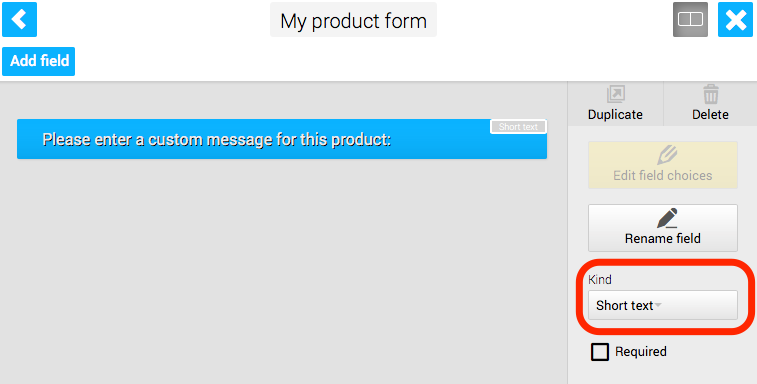 My product form
Add field
Duplicate
Delete
Short text
Please enter a custom message for this product:
Edit field choices
Rename field
Kind
Short text
Required